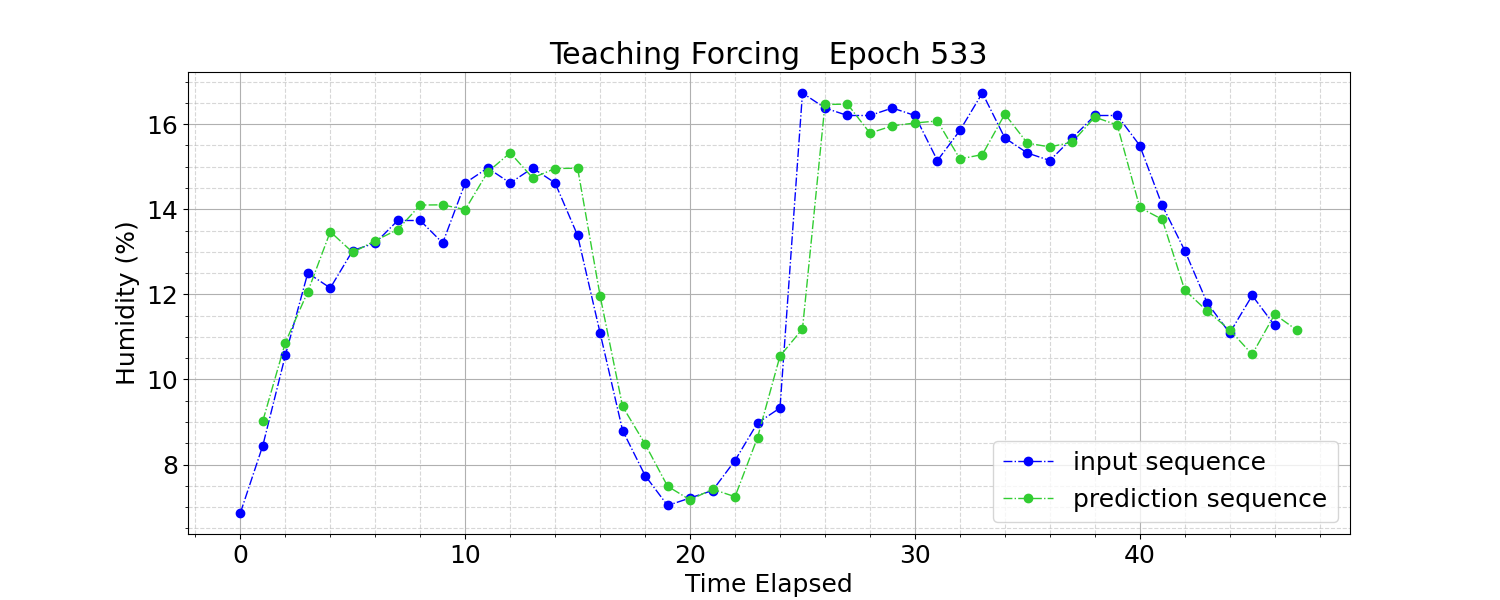 Teaching Forcing   Epoch 533
Humidity (%)
16
14
12
10
8
0 10 20 30 40
Time Elapsed
input sequence
prediction sequence